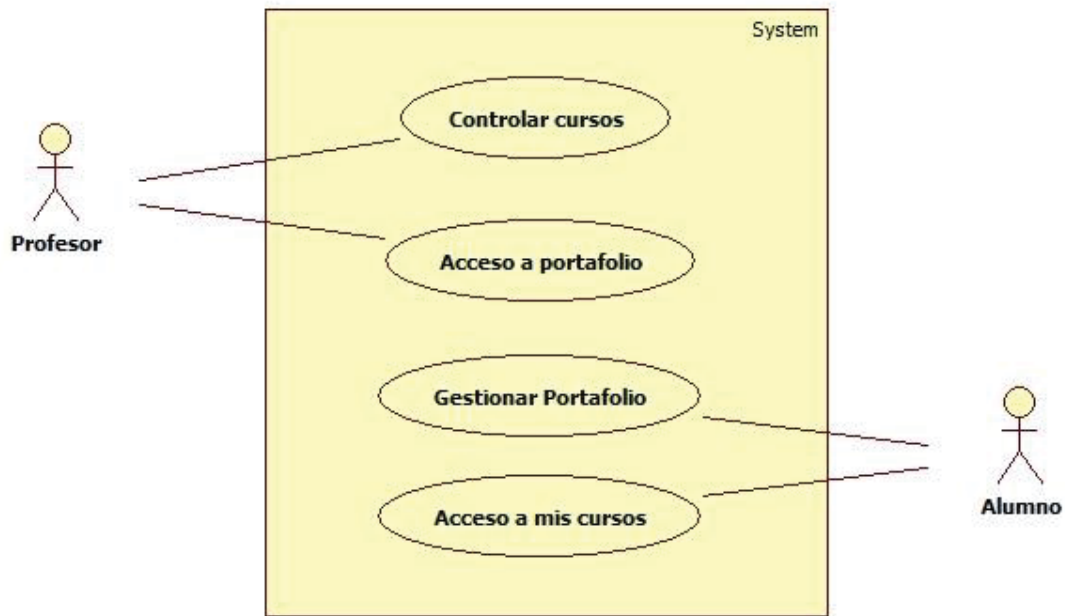 System
Controlar cursos
Profesor
Acceso a portafolio
Gestionar Portafolio
Alumno
Acceso a mis cursos